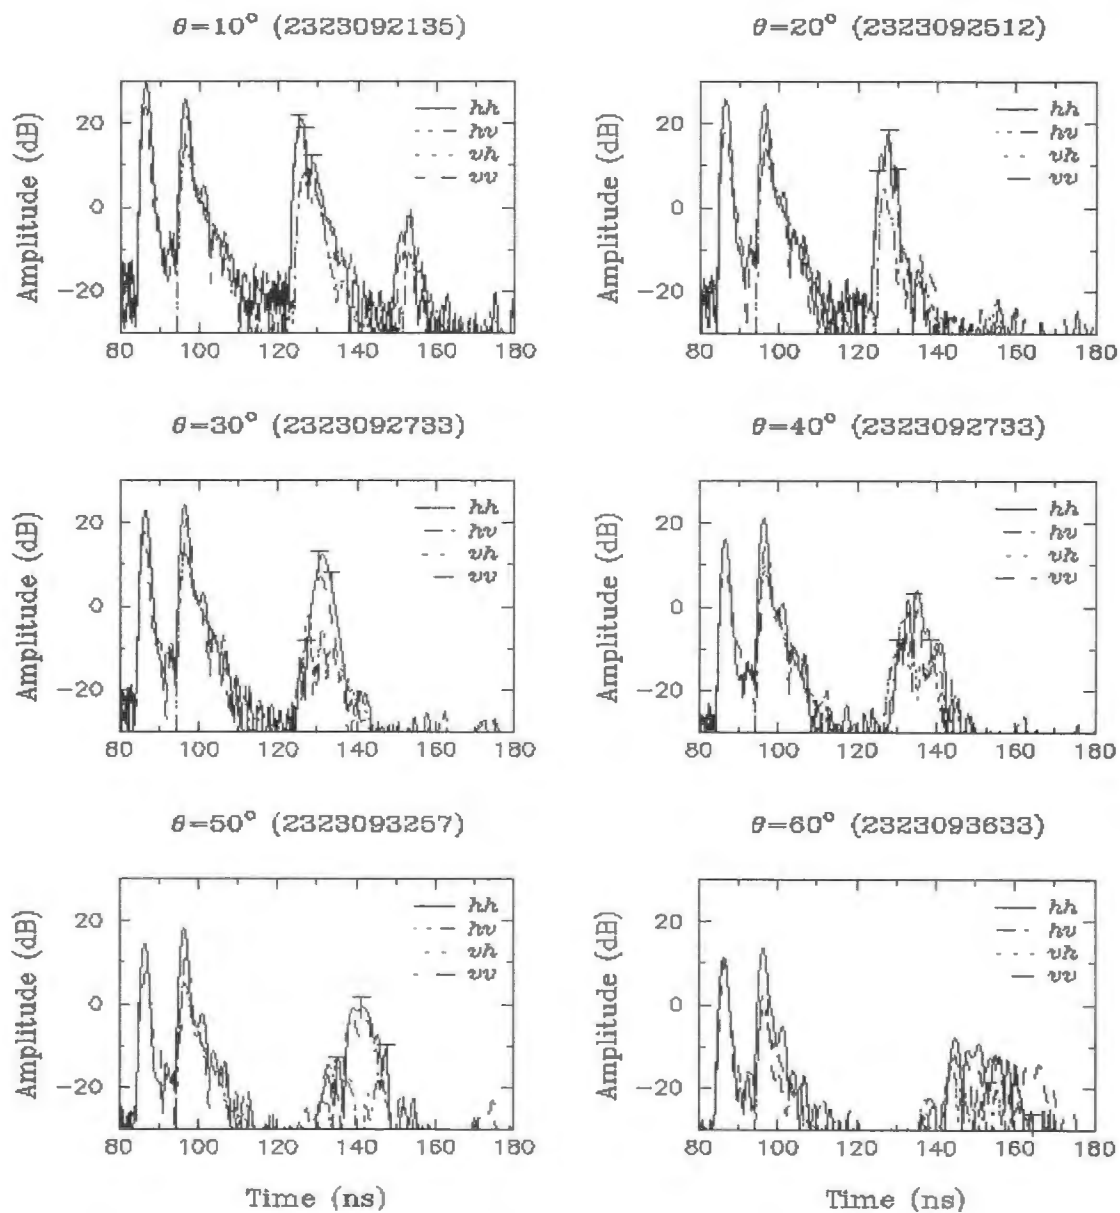 θ=10° (2323092135)
Amplitude (dB)
20
0
−20
hh
hv
vh
vv
80 100 120 140 160 180
θ=20° (2323092512)
Amplitude (dB)
20
0
−20
hh
hv
vh
vv
80 100 120 140 160 180
θ=30° (2323092733)
Amplitude (dB)
20
0
−20
hh
hv
vh
vv
80 100 120 140 160 180
θ=40° (2323092733)
Amplitude (dB)
20
0
−20
hh
hv
vh
vv
80 100 120 140 160 180
θ=50° (2323093257)
Amplitude (dB)
20
0
−20
hh
hv
vh
vv
80 100 120 140 160 180
Time (ns)
θ=60° (2323093633)
Amplitude (dB)
20
0
−20
hh
hv
vh
vv
80 100 120 140 160 180
Time (ns)